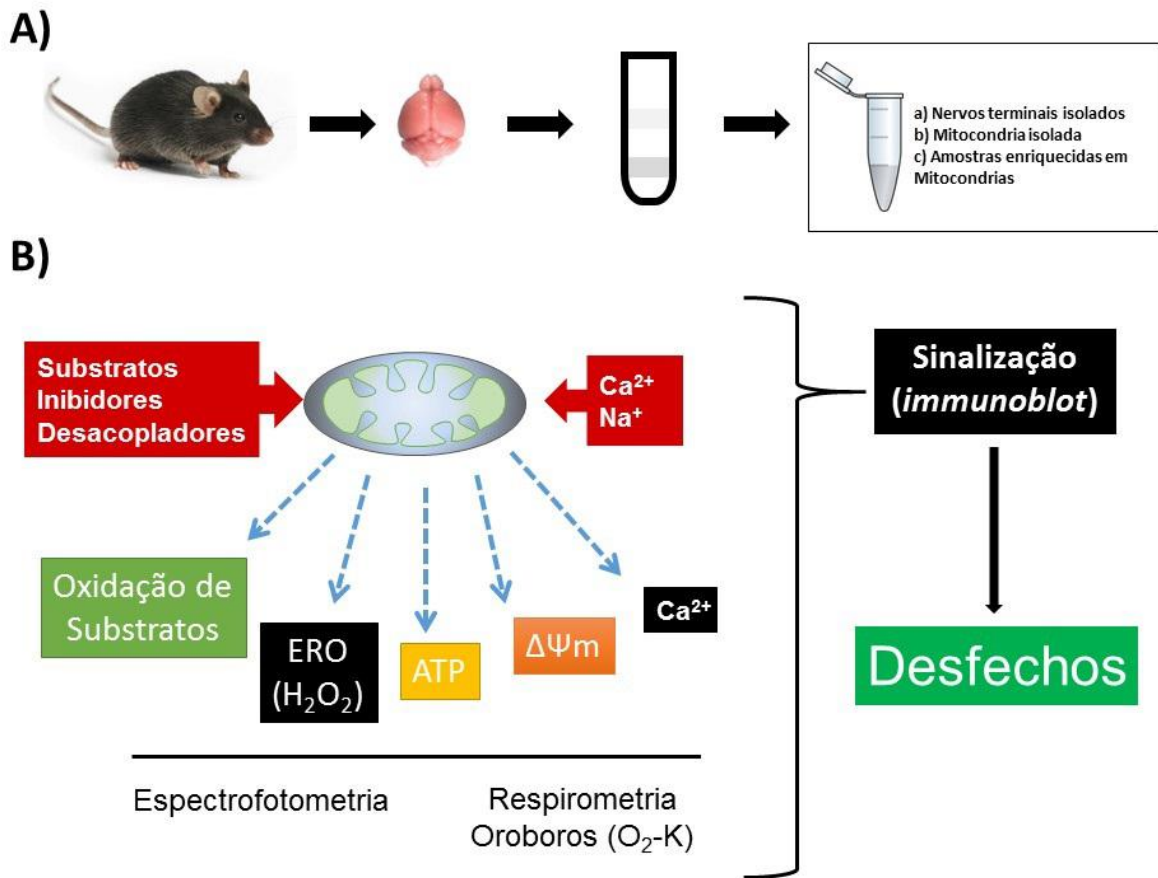 A)
a) Nervos terminais isolados
b) Mitocondria isolada
c) Amostras enriquecidas em
Mitocondrias
B)
Substratos
Inibidores
Desacopladores
Ca²⁺
Na⁺
Sinalização
(immunoblot)
Oxidação de
Substratos
ERO
(H₂O₂)
ATP
ΔΨm
Ca²⁺
Desfechos
Espectrofotometria
Respirometria
Oroboros (O₂-K)